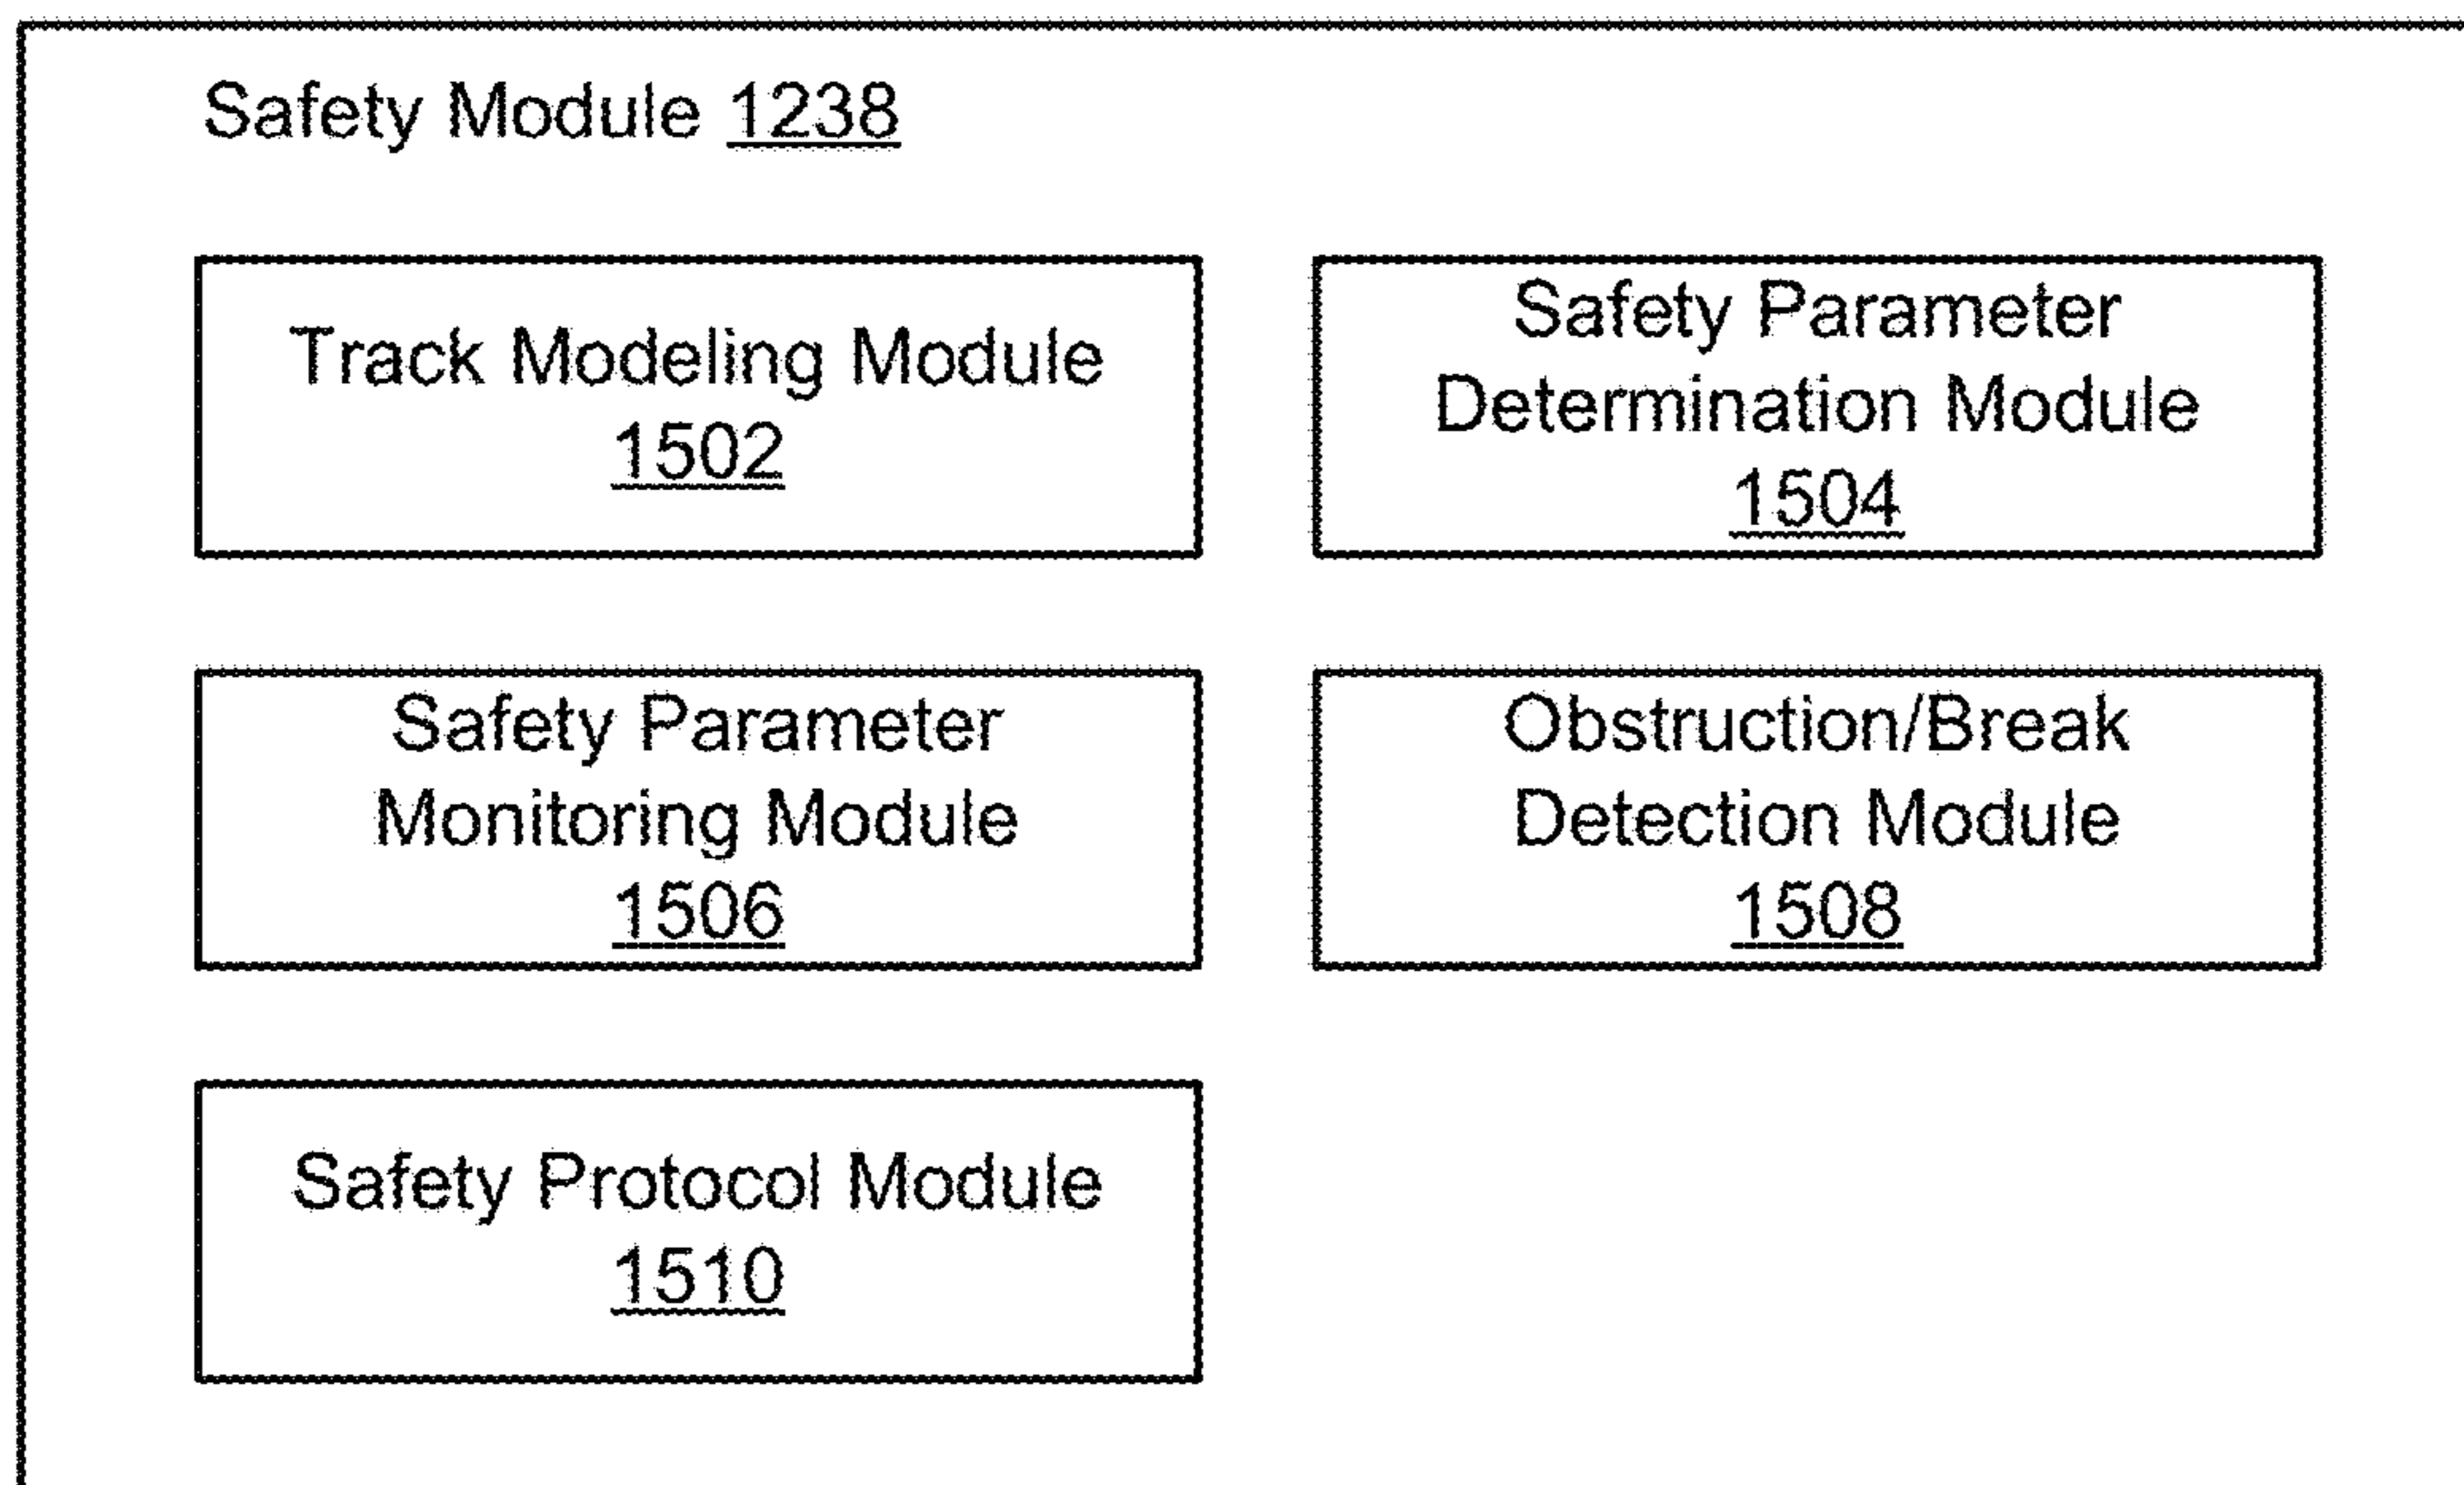 Safety Module 1238
Track Modeling Module
1502
Safety Parameter
Determination Module
1504
Safety Parameter
Monitoring Module
1506
Obstruction/Break
Detection Module
1508
Safety Protocol Module
1510